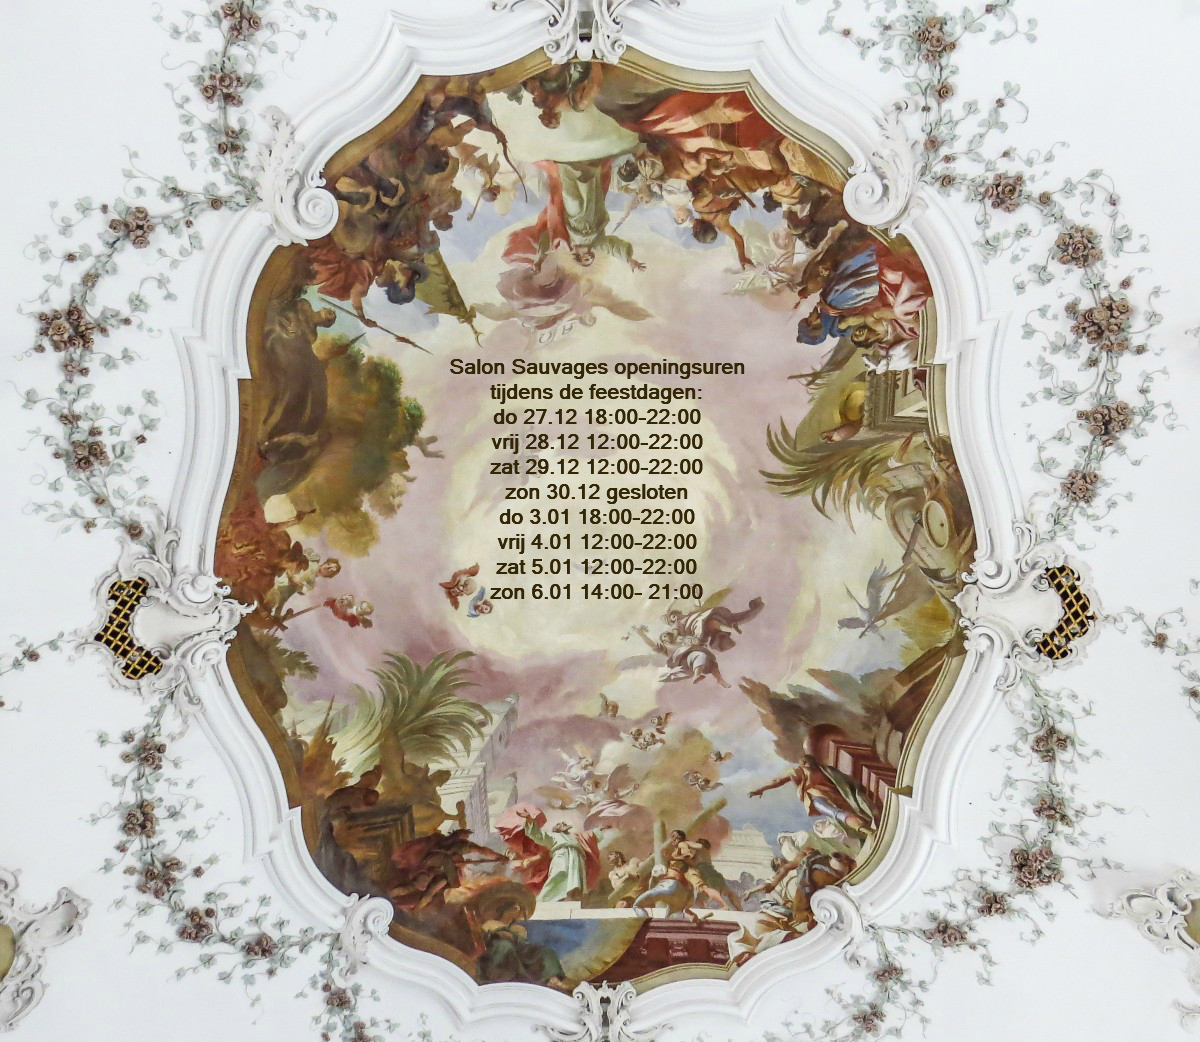 Salon Sauvages openingsuren
tijdens de feestdagen:
do 27.12 18:00-22:00
vrij 28.12 12:00-22:00
zat 29.12 12:00-22:00
zon 30.12 gesloten
do 3.01 18:00-22:00
vrij 4.01 12:00-22:00
zat 5.01 12:00-22:00
zon 6.01 14:00- 21:00